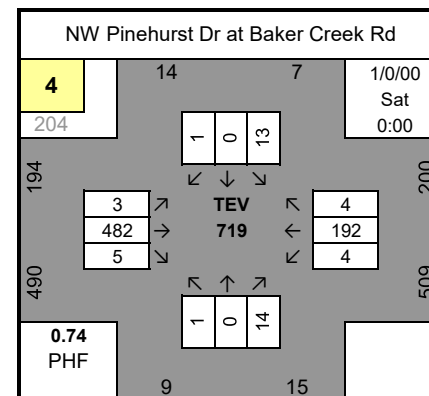 NW Pinehurst Dr at Baker Creek Rd
4
204
14
7
1/0/00
Sat
0:00
1 0 13
↙ ↓ ↘
194
200
3 ↗ TEV ↖ 4
482 → 719 ← 192
5 ↘ ↙ 4
490
509
↖ ↑ ↗
1 0 14
0.74
PHF
9
15